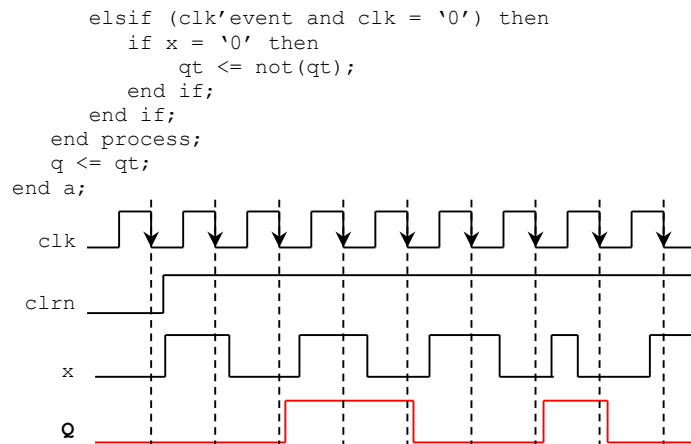 elsif (clk’event and clk = ‘0’) then
if x = ‘0’ then
qt <= not(qt);
end if;
end if;
end process;
q <= qt;
end a;
clk
clrn
x
Q